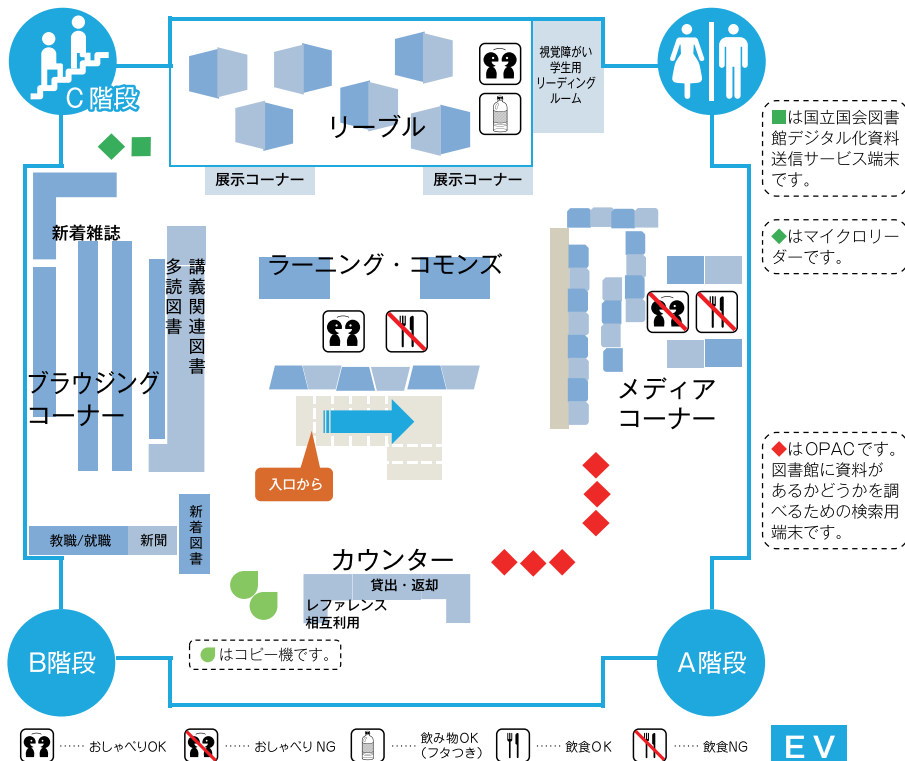 C階段
リーブル
視覚障がい
学生用
リーディング
ルーム
展示コーナー
展示コーナー
■は国立国会図書
館デジタル化資料
送信サービス端末
です。
◆はマイクロリー
ダーです。
新着雑誌
多読図書
講義関連図書
ラーニング・コモンズ
ブラウジング
コーナー
メディア
コーナー
入口から
◆はOPACです。
図書館に資料が
あるかどうかを調
べるための検索用
端末です。
新着図書
教職/就職
新聞
カウンター
貸出・返却
レファレンス
相互利用
はコピー機です。
B階段
A階段
……おしゃべりOK
……おしゃべりNG
……飲み物OK
（フタつき）
……飲食OK
……飲食NG
EV